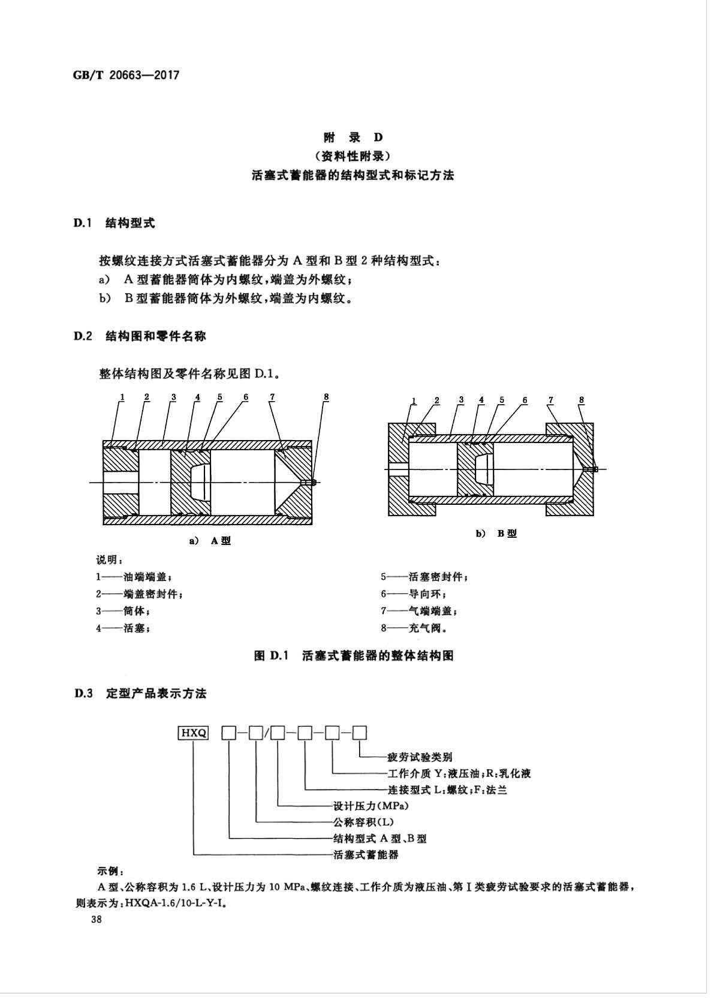 GB/T 20663—2017
附 录 D
（资料性附录）
活塞式蓄能器的结构型式和标记方法
D.1 结构型式
按螺纹连接方式活塞式蓄能器分为 A 型和 B 型 2 种结构型式：
a） A 型蓄能器筒体为内螺纹，端盖为外螺纹；
b） B 型蓄能器筒体为外螺纹，端盖为内螺纹。
D.2 结构图和零件名称
整体结构图及零件名称见图 D.1。
1 2 3 4 5 6 7 8
1 2 3 4 5 6 7 8
a） A 型
b） B 型
说明：
1——油端端盖；
2——端盖密封件；
3——筒体；
4——活塞；
5——活塞密封件；
6——导向环；
7——气端端盖；
8——充气阀。
图 D.1 活塞式蓄能器的整体结构图
D.3 定型产品表示方法
HXQ □-□/□-□-□-□
疲劳试验类别
工作介质 Y：液压油；R：乳化液
连接型式 L：螺纹；F：法兰
设计压力(MPa)
公称容积(L)
结构型式 A 型、B 型
活塞式蓄能器
示例：
A 型、公称容积为 1.6 L、设计压力为 10 MPa、螺纹连接、工作介质为液压油、第 I 类疲劳试验要求的活塞式蓄能器，
则表示为：HXQA-1.6/10-L-Y-I。
38